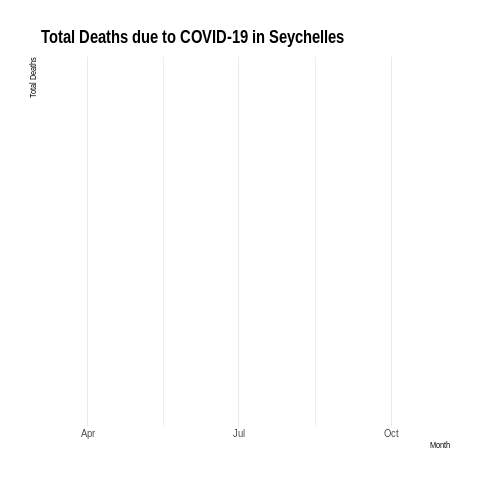 Total Deaths due to COVID-19 in Seychelles
Total Deaths
Apr
Jul
Oct
Month